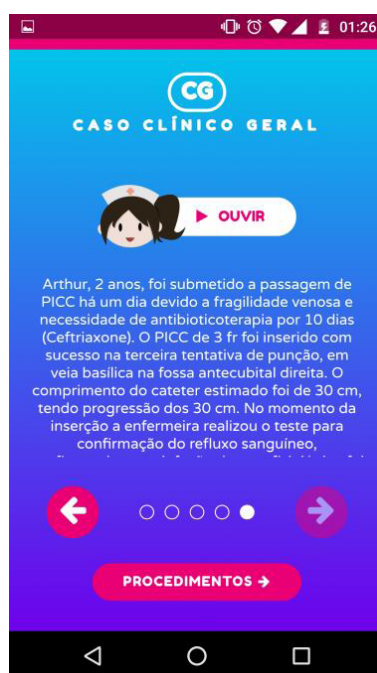 01:26
CG
CASO CLÍNICO GERAL
OUVIR
Arthur, 2 anos, foi submetido a passagem de
PICC há um dia devido a fragilidade venosa e
necessidade de antibioticoterapia por 10 dias
(Ceftriaxone). O PICC de 3 fr foi inserido com
sucesso na terceira tentativa de punção, em
veia basílica na fossa antecubital direita. O
comprimento do cateter estimado foi de 30 cm,
tendo progressão dos 30 cm. No momento da
inserção a enfermeira realizou o teste para
confirmação do refluxo sanguíneo,
PROCEDIMENTOS →